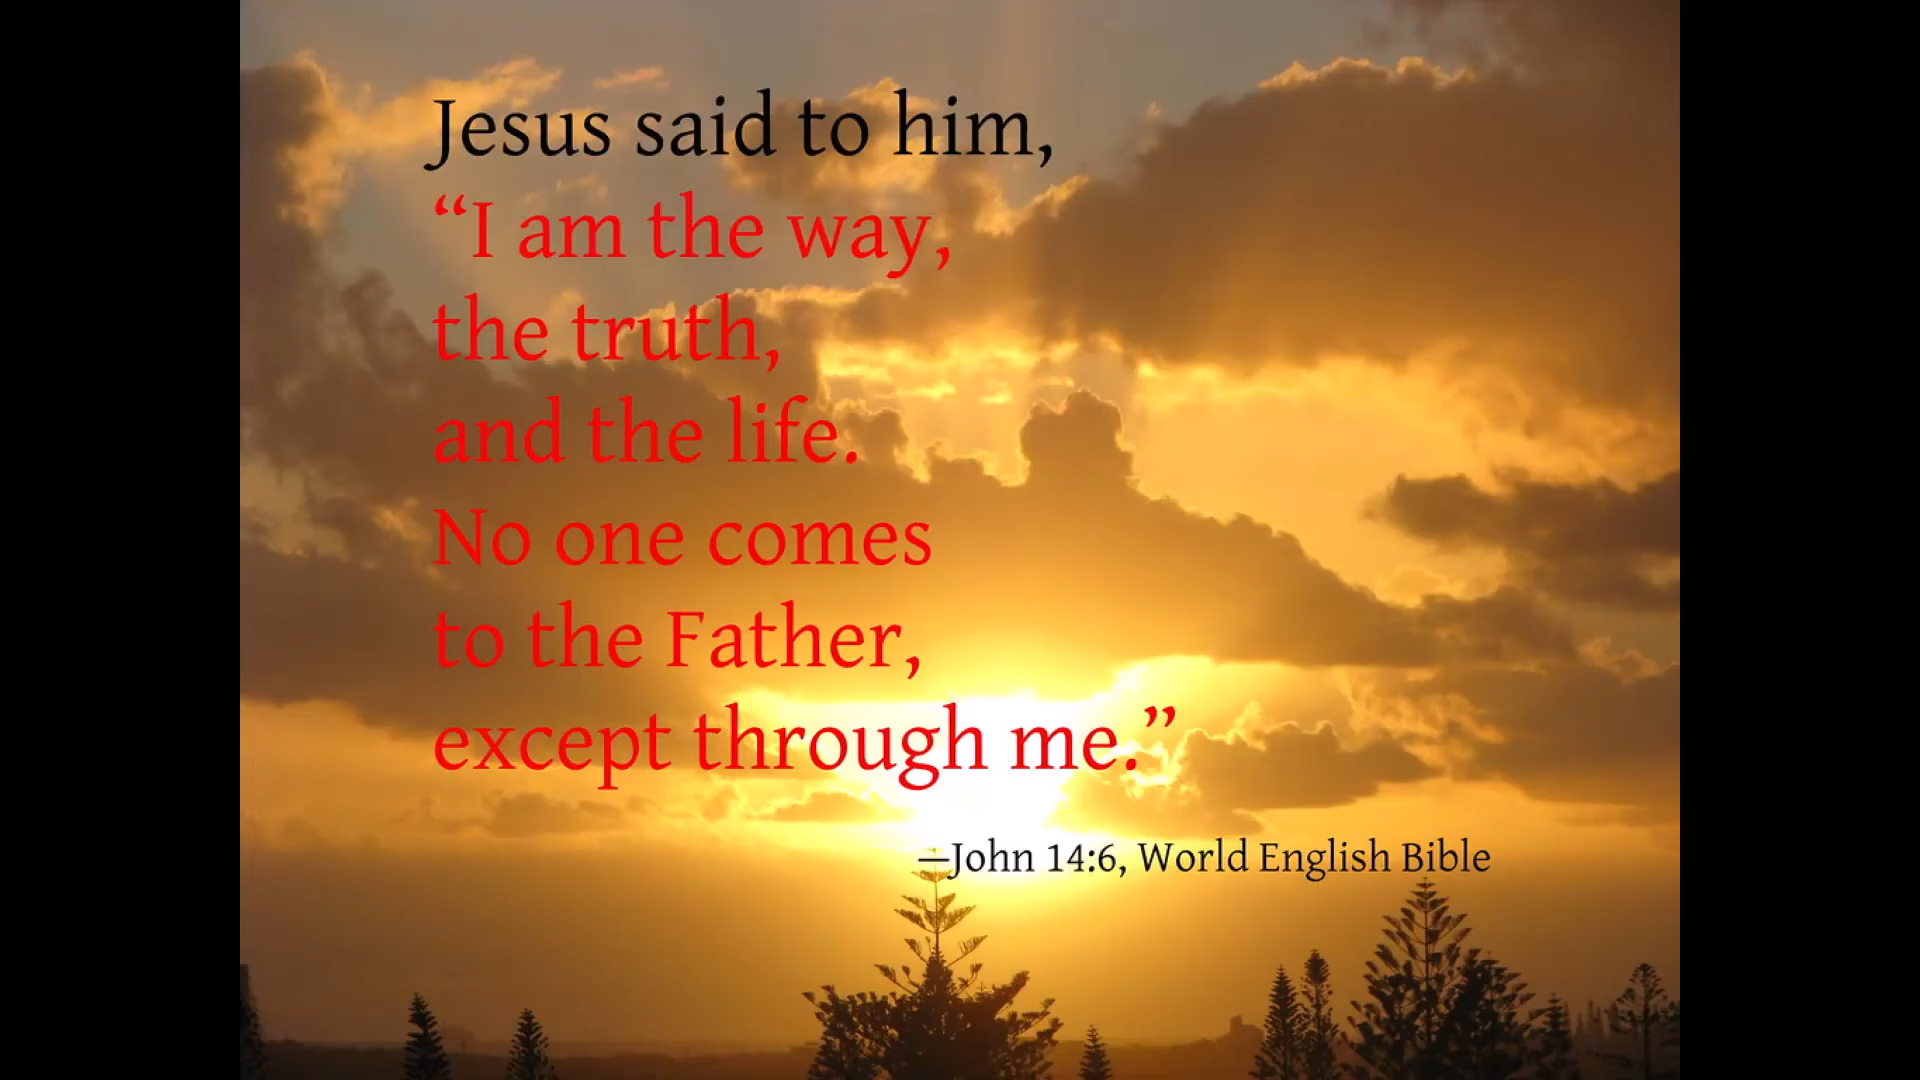 Jesus said to him,
“I am the way,
the truth,
and the life.
No one comes
to the Father,
except through me.”
—John 14:6, World English Bible